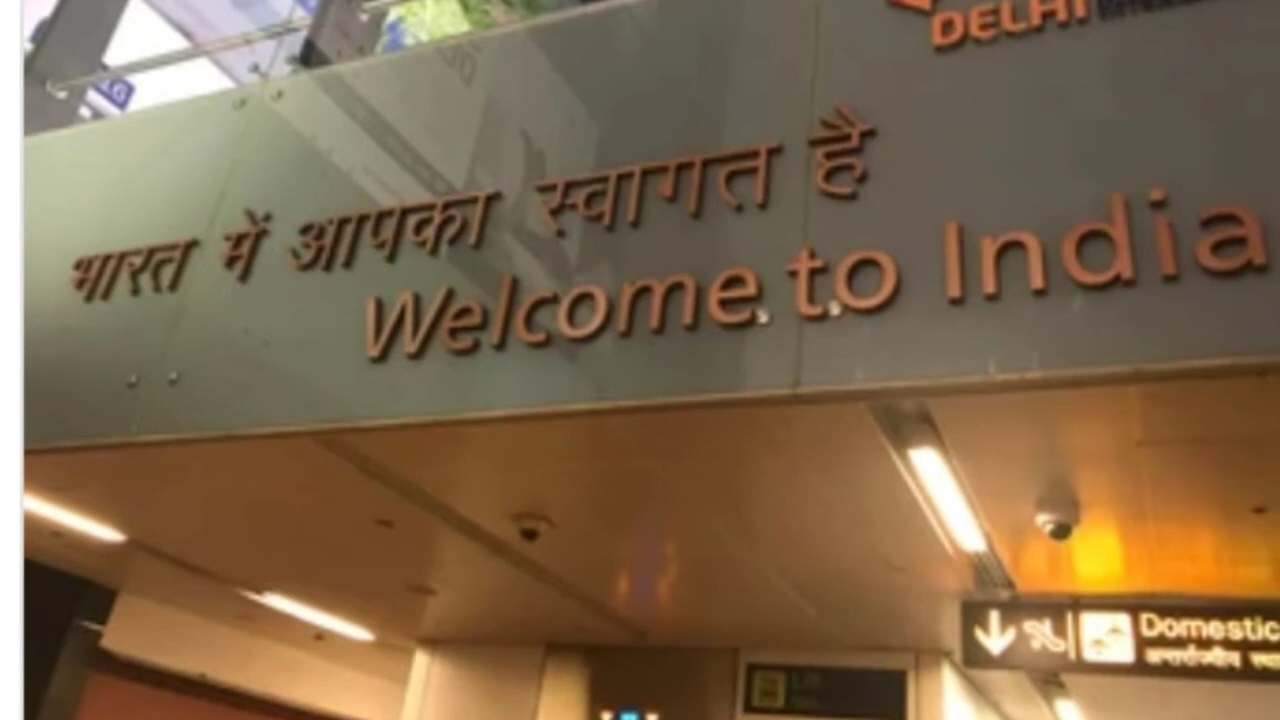 DELHI
भारत में आपका स्वागत है
Welcome to India
Domestic